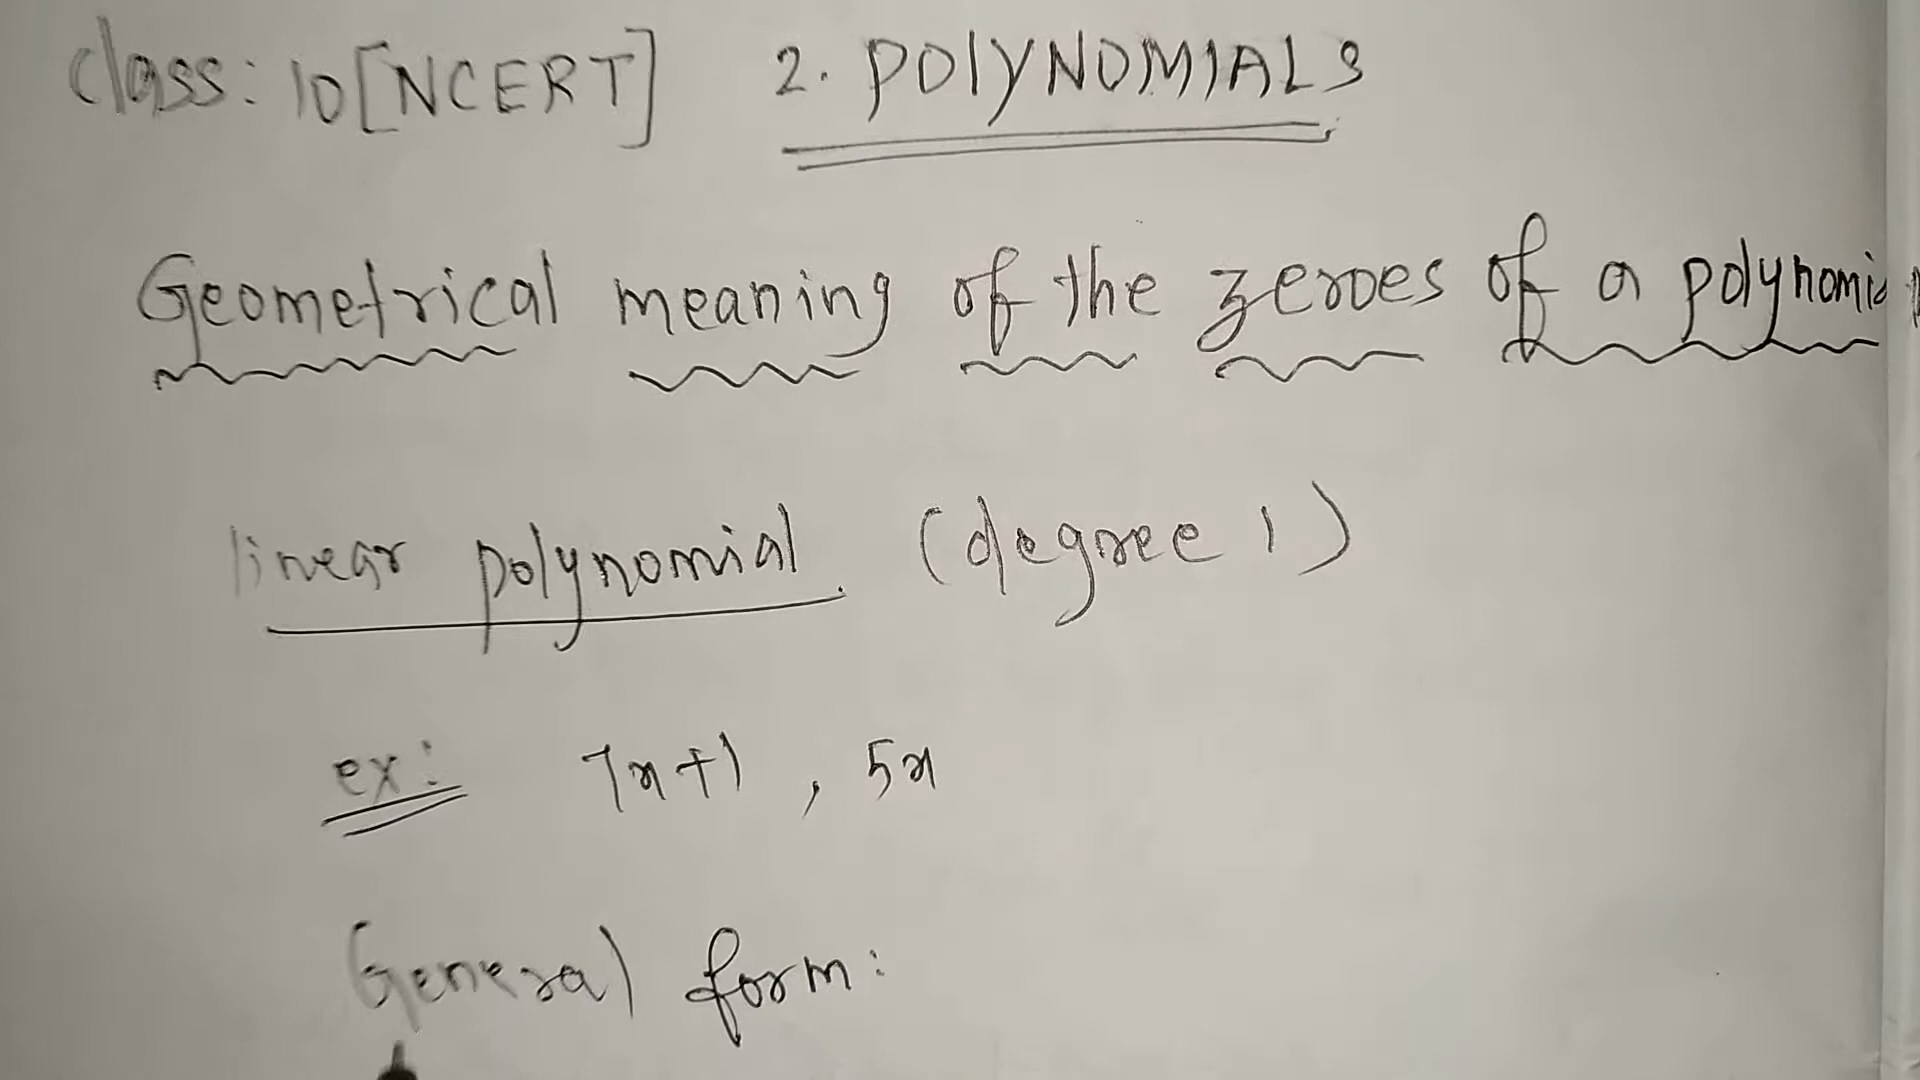 Class: 10 [NCERT] 2. POlYNOMIALS
Geometrical meaning of the zeroes of a polynomial
linear polynomial (degree 1)
ex: 7x+1, 5x
General form: